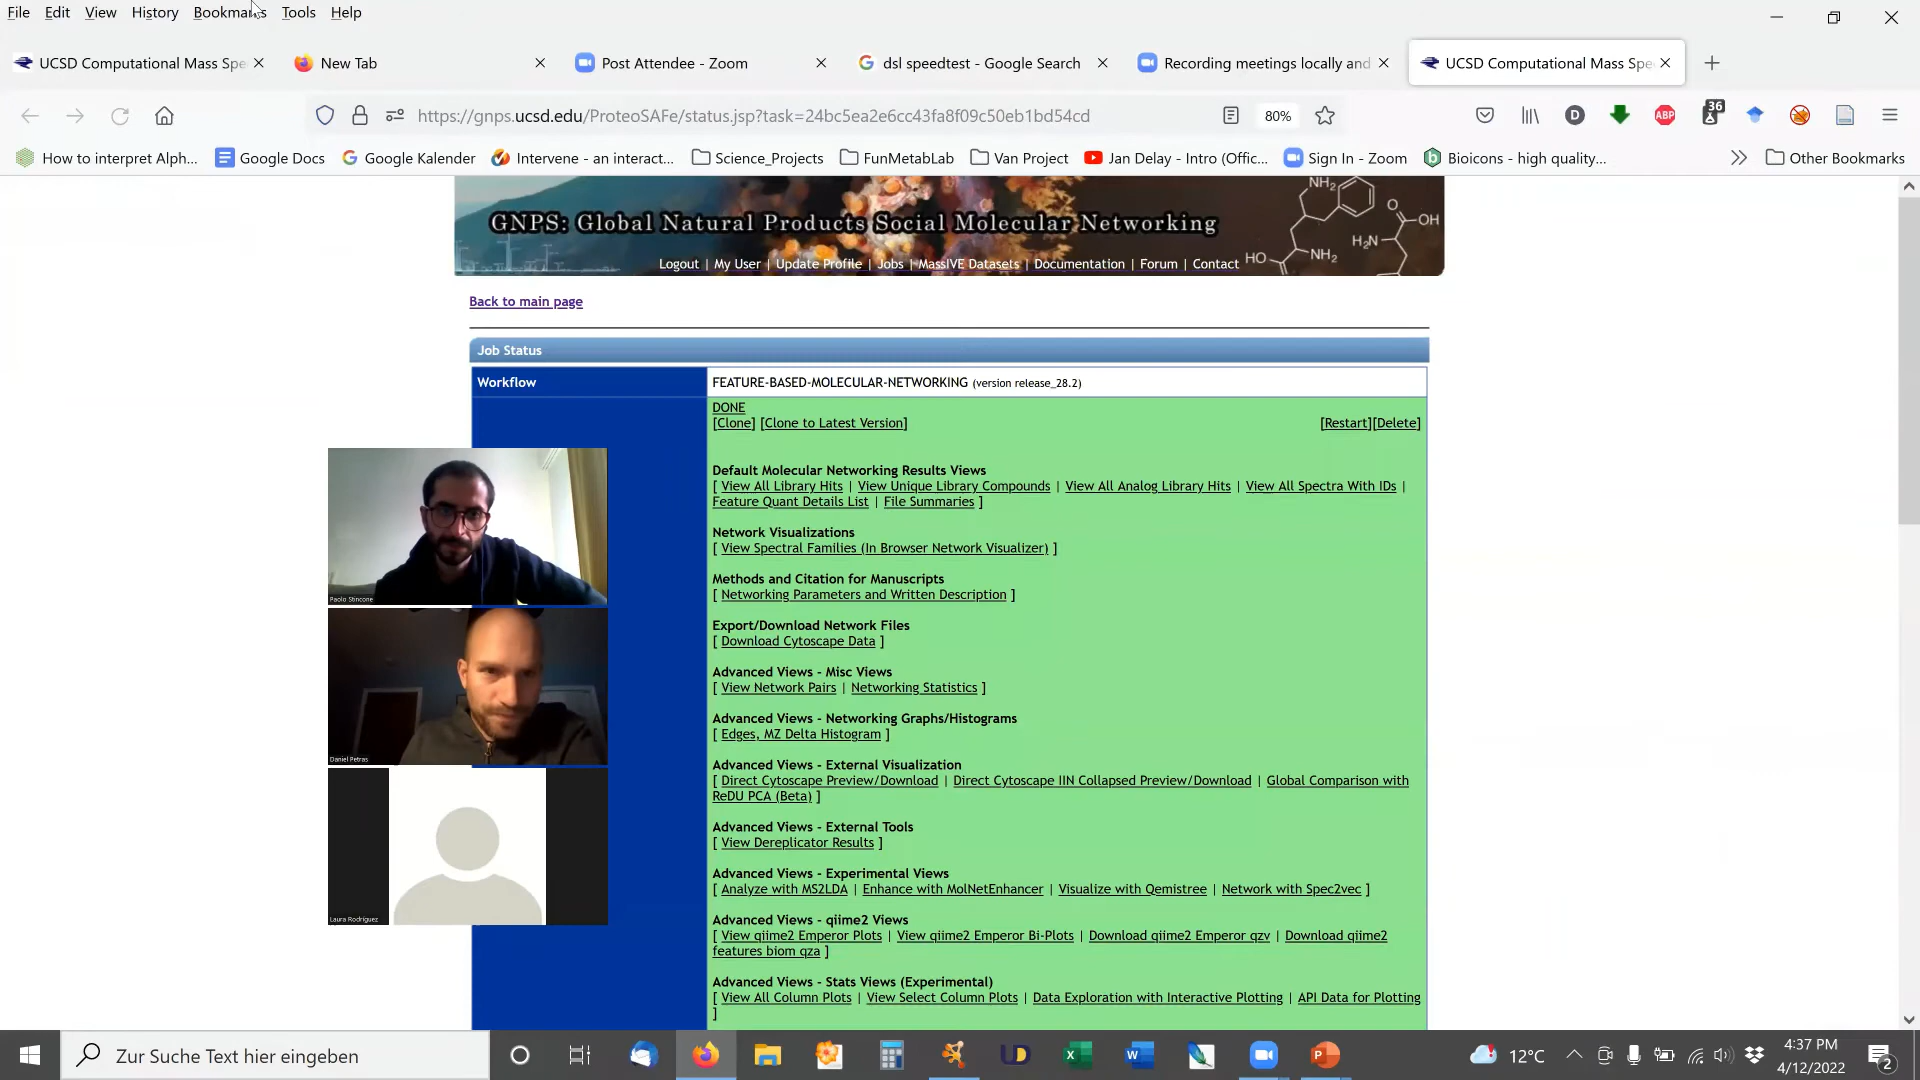 File Edit View History Bookmarks Tools Help
UCSD Computational Mass Spe New Tab Post Attendee - Zoom dsl speedtest - Google Search Recording meetings locally and UCSD Computational Mass Spe
https://gnps.ucsd.edu/ProteoSAFe/status.jsp?task=24bc5ea2e6cc43fa8f09c50eb1bd54cd 80% D ABP 36
How to interpret Alph... Google Docs Google Kalender Intervene - an interact... Science_Projects FunMetabLab Van Project Jan Delay - Intro (Offic... Sign In - Zoom Bioicons - high quality... Other Bookmarks
NH₂ O OH
GNPS: Global Natural Products Social Molecular Networking
H₂N
Logout | My User | Update Profile | Jobs | MassIVE Datasets | Documentation | Forum | Contact HO NH₂
Back to main page
Job Status
Workflow FEATURE-BASED-MOLECULAR-NETWORKING (version release_28.2)
DONE
[Clone] [Clone to Latest Version] [Restart][Delete]
Default Molecular Networking Results Views
[ View All Library Hits | View Unique Library Compounds | View All Analog Library Hits | View All Spectra With IDs |
Feature Quant Details List | File Summaries ]
Network Visualizations
[ View Spectral Families (In Browser Network Visualizer) ]
Methods and Citation for Manuscripts
[ Networking Parameters and Written Description ]
Paolo Stincone
Export/Download Network Files
[ Download Cytoscape Data ]
Advanced Views - Misc Views
[ View Network Pairs | Networking Statistics ]
Advanced Views - Networking Graphs/Histograms
[ Edges, MZ Delta Histogram ]
Daniel Petras
Advanced Views - External Visualization
[ Direct Cytoscape Preview/Download | Direct Cytoscape IIN Collapsed Preview/Download | Global Comparison with
ReDU PCA (Beta) ]
Advanced Views - External Tools
[ View Dereplicator Results ]
Advanced Views - Experimental Views
[ Analyze with MS2LDA | Enhance with MolNetEnhancer | Visualize with Qemistree | Network with Spec2vec ]
Laura Rodriguez
Advanced Views - qiime2 Views
[ View qiime2 Emperor Plots | View qiime2 Emperor Bi-Plots | Download qiime2 Emperor qzv | Download qiime2
features biom qza ]
Advanced Views - Stats Views (Experimental)
[ View All Column Plots | View Select Column Plots | Data Exploration with Interactive Plotting | API Data for Plotting
]
Zur Suche Text hier eingeben 12°C 4:37 PM
4/12/2022 2